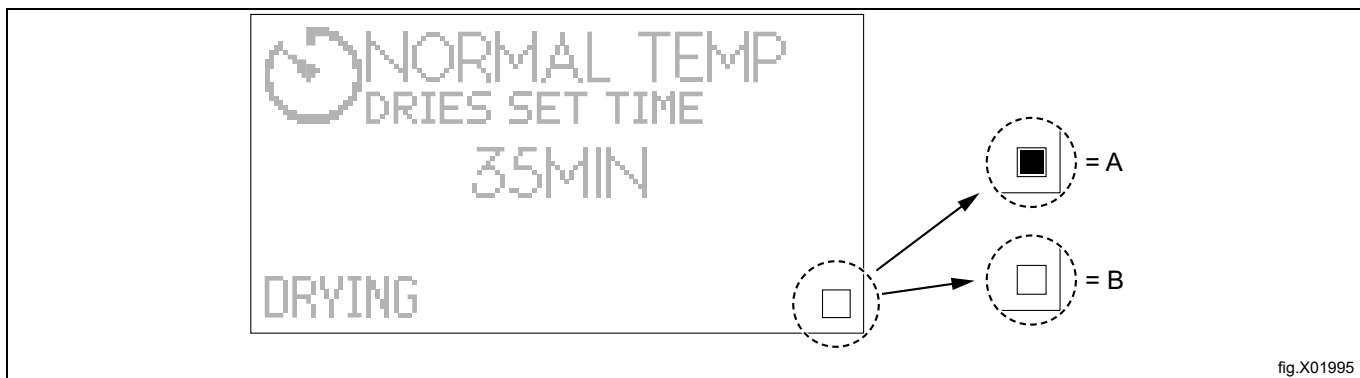 NORMAL TEMP
DRIES SET TIME
35MIN
DRYING
= A
= B
fig.X01995